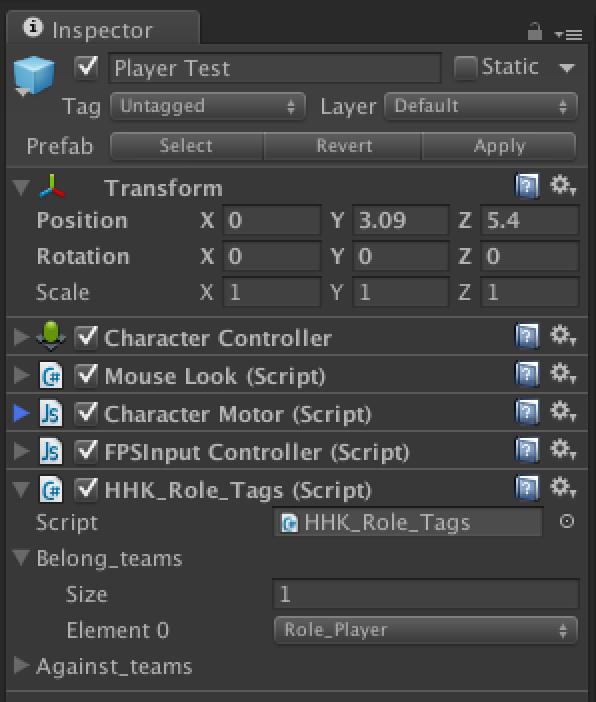 Inspector
Player Test Static
Tag Untagged Layer Default
Prefab Select Revert Apply
Transform
Position X 0 Y 3.09 Z 5.4
Rotation X 0 Y 0 Z 0
Scale X 1 Y 1 Z 1
Character Controller
C# Mouse Look (Script)
Js Character Motor (Script)
Js FPSInput Controller (Script)
C# HHK_Role_Tags (Script)
Script HHK_Role_Tags
Belong_teams
Size 1
Element 0 Role_Player
Against_teams